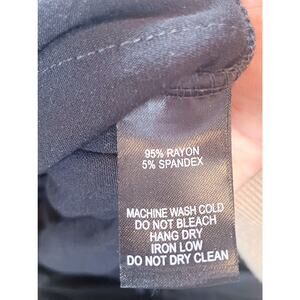 95% RAYON
5% SPANDEX
MACHINE WASH COLD
DO NOT BLEACH
HANG DRY
IRON LOW
DO NOT DRY CLEAN